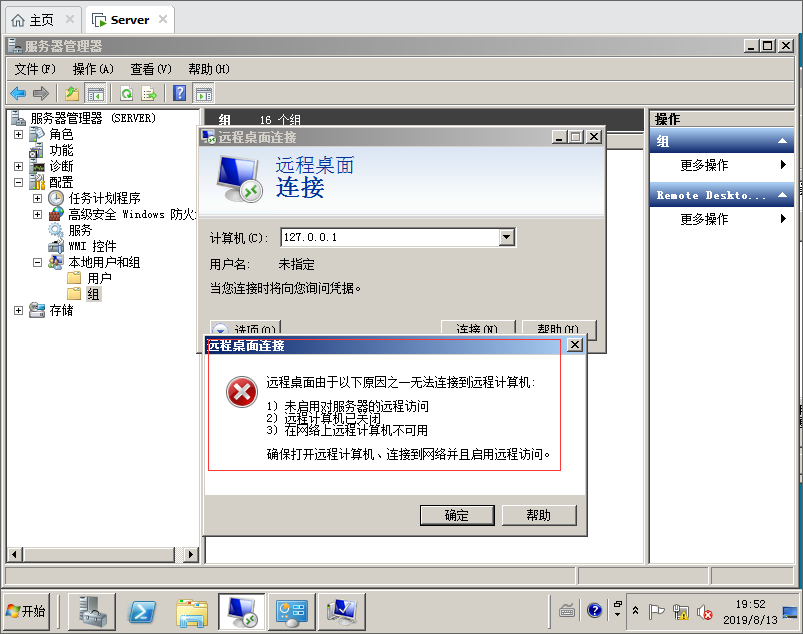 主页
Server
服务器管理器
文件(F) 操作(A) 查看(V) 帮助(H)
服务器管理器 (SERVER)
角色
功能
诊断
配置
任务计划程序
高级安全 Windows 防火
服务
WMI 控件
本地用户和组
用户
组
存储
组 16 个组
远程桌面连接
远程桌面
连接
计算机(C): 127.0.0.1
用户名: 未指定
当您连接时将向您询问凭据。
选项(O) 连接(N) 帮助(H)
远程桌面连接
远程桌面由于以下原因之一无法连接到远程计算机:
1) 未启用对服务器的远程访问
2) 远程计算机已关闭
3) 在网络上远程计算机不可用
确保打开远程计算机、连接到网络并且启用远程访问。
确定 帮助
操作
组
更多操作
Remote Deskto...
更多操作
开始
19:52
2019/8/13